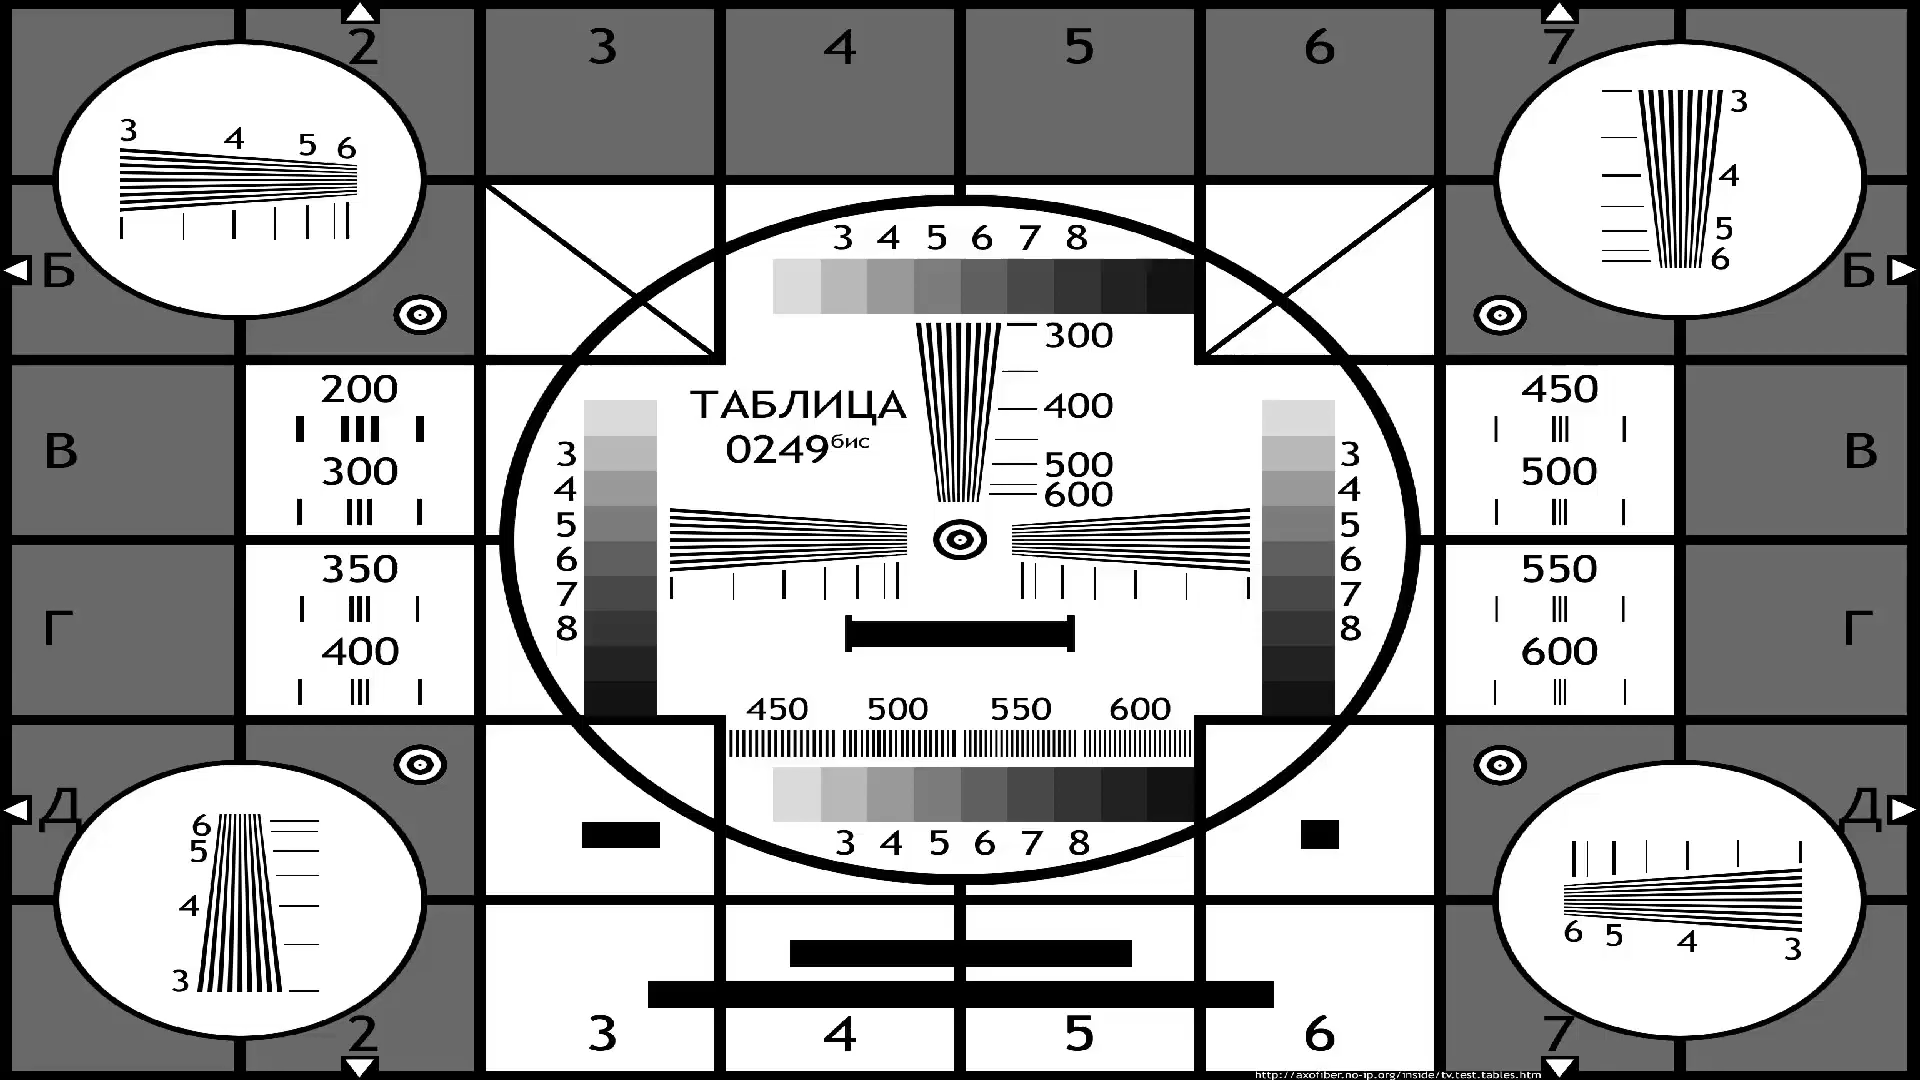 2 3 4 5 6 7
3 4 5 6
3
4
5
6
3 4 5 6 7 8
Б Б
300
400
500
600
ТАБЛИЦА
0249бис
200
300
450
500
В В
3
4
5
6
7
8
3
4
5
6
7
8
350
400
550
600
Г Г
450 500 550 600
3 4 5 6 7 8
Д Д
6
5
4
3
6 5 4 3
2 3 4 5 6 7
http://axofiber.no-ip.org/inside/tv.test.tables.htm